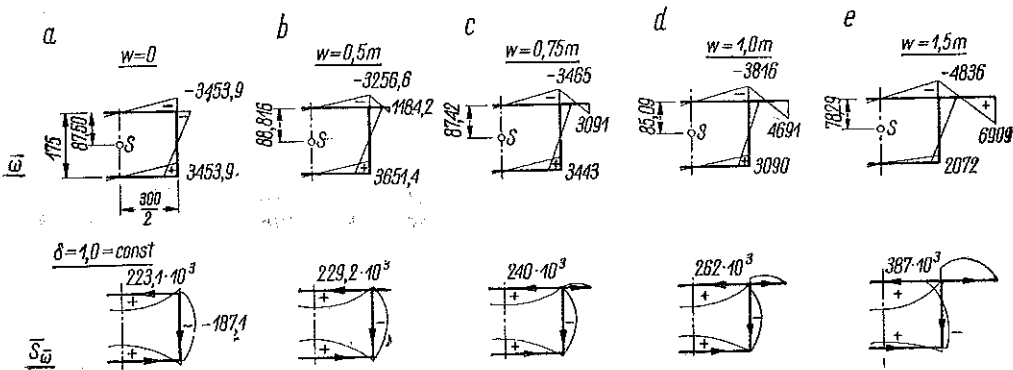 a b c d e
w=0 w=0,5m w=0,75m w=1,0m w=1,5m
-3453,9 -3256,6 -3465 -3816 -4836
1184,2 3091 4691 6909
175 87,60 S 88,816 S 87,42 S 85,09 S 78,29 S
ω̅
3453,9 3651,4 3443 3090 2072
300
2
δ=1,0=const
223,1·10³ 229,2·10³ 240·10³ 262·10³ 387·10³
+ + + + +
-187,1
S̅ω̅
+ + + + +